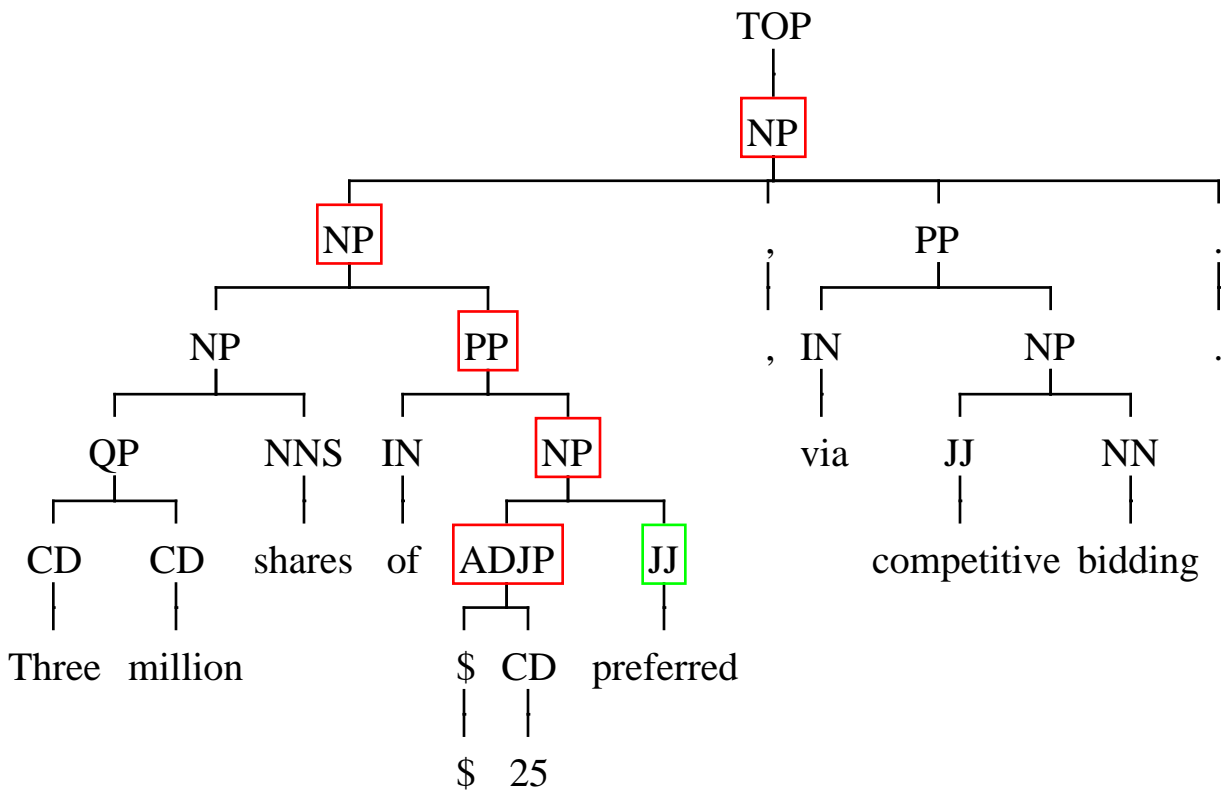 TOP
NP
NP , PP .
NP PP , IN NP .
QP NNS IN NP via JJ NN
CD CD shares of ADJP JJ competitive bidding
Three million $ CD preferred
$ 25